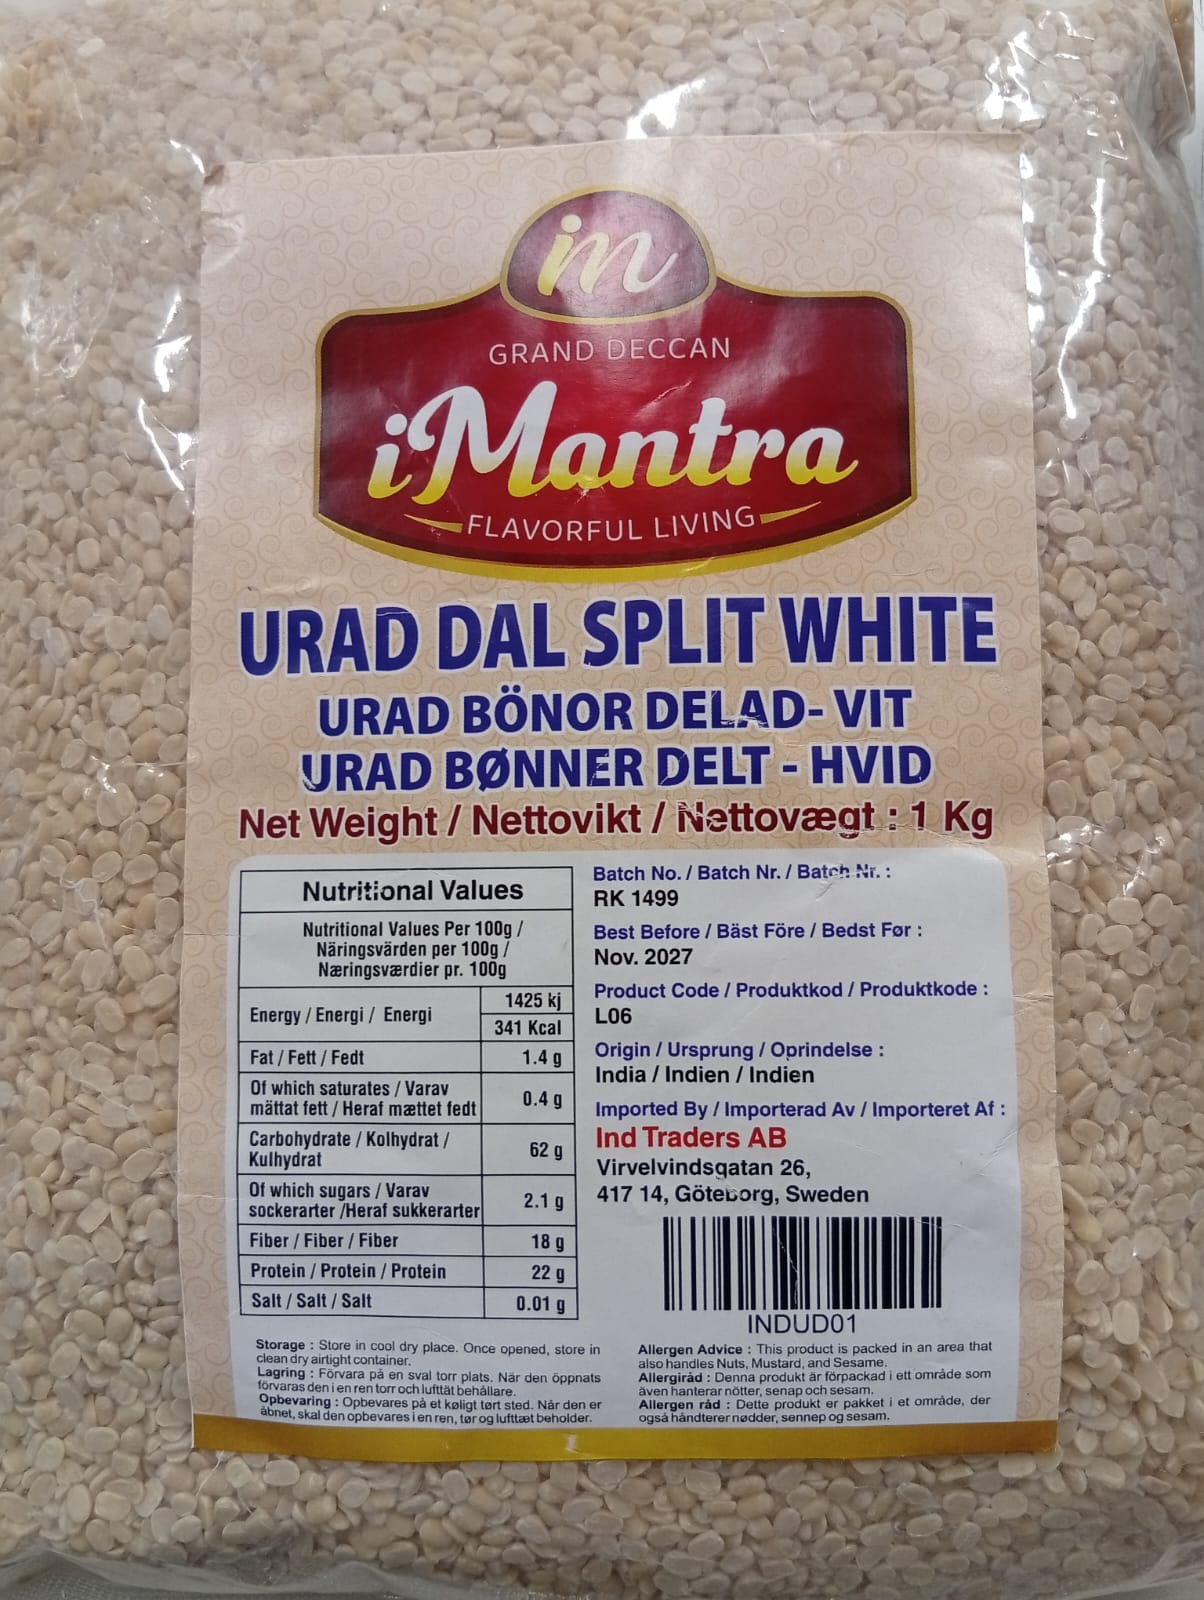 im
GRAND DECCAN
iMantra
FLAVORFUL LIVING
URAD DAL SPLIT WHITE
URAD BÖNOR DELAD- VIT
URAD BØNNER DELT - HVID
Net Weight / Nettovikt / Nettovægt : 1 Kg
Nutritional Values
Nutritional Values Per 100g /
Näringsvärden per 100g /
Næringsværdier pr. 100g
Energy / Energi / Energi
1425 kj
341 Kcal
Fat / Fett / Fedt
1.4 g
Of which saturates / Varav
mättat fett / Heraf mættet fedt
0.4 g
Carbohydrate / Kolhydrat /
Kulhydrat
62 g
Of which sugars / Varav
sockerarter /Heraf sukkerarter
2.1 g
Fiber / Fiber / Fiber
18 g
Protein / Protein / Protein
22 g
Salt / Salt / Salt
0.01 g
Storage : Store in cool dry place. Once opened, store in
clean dry airtight container.
Lagring : Förvara på en sval torr plats. När den öppnats
förvaras den i en ren torr och lufttät behållare.
Opbevaring : Opbevares på et køligt tørt sted. Når den er
åbnet, skal den opbevares i en ren, tør og lufttæt beholder.
Batch No. / Batch Nr. / Batch Nr. :
RK 1499
Best Before / Bäst Före / Bedst Før :
Nov. 2027
Product Code / Produktkod / Produktkode :
L06
Origin / Ursprung / Oprindelse :
India / Indien / Indien
Imported By / Importerad Av / Importeret Af :
Ind Traders AB
Virvelvindsgatan 26,
417 14, Göteborg, Sweden
INDUD01
Allergen Advice : This product is packed in an area that
also handles Nuts, Mustard, and Sesame.
Allergiråd : Denna produkt är förpackad i ett område som
även hanterar nötter, senap och sesam.
Allergen råd : Dette produkt er pakket i et område, der
også håndterer nødder, sennep og sesam.